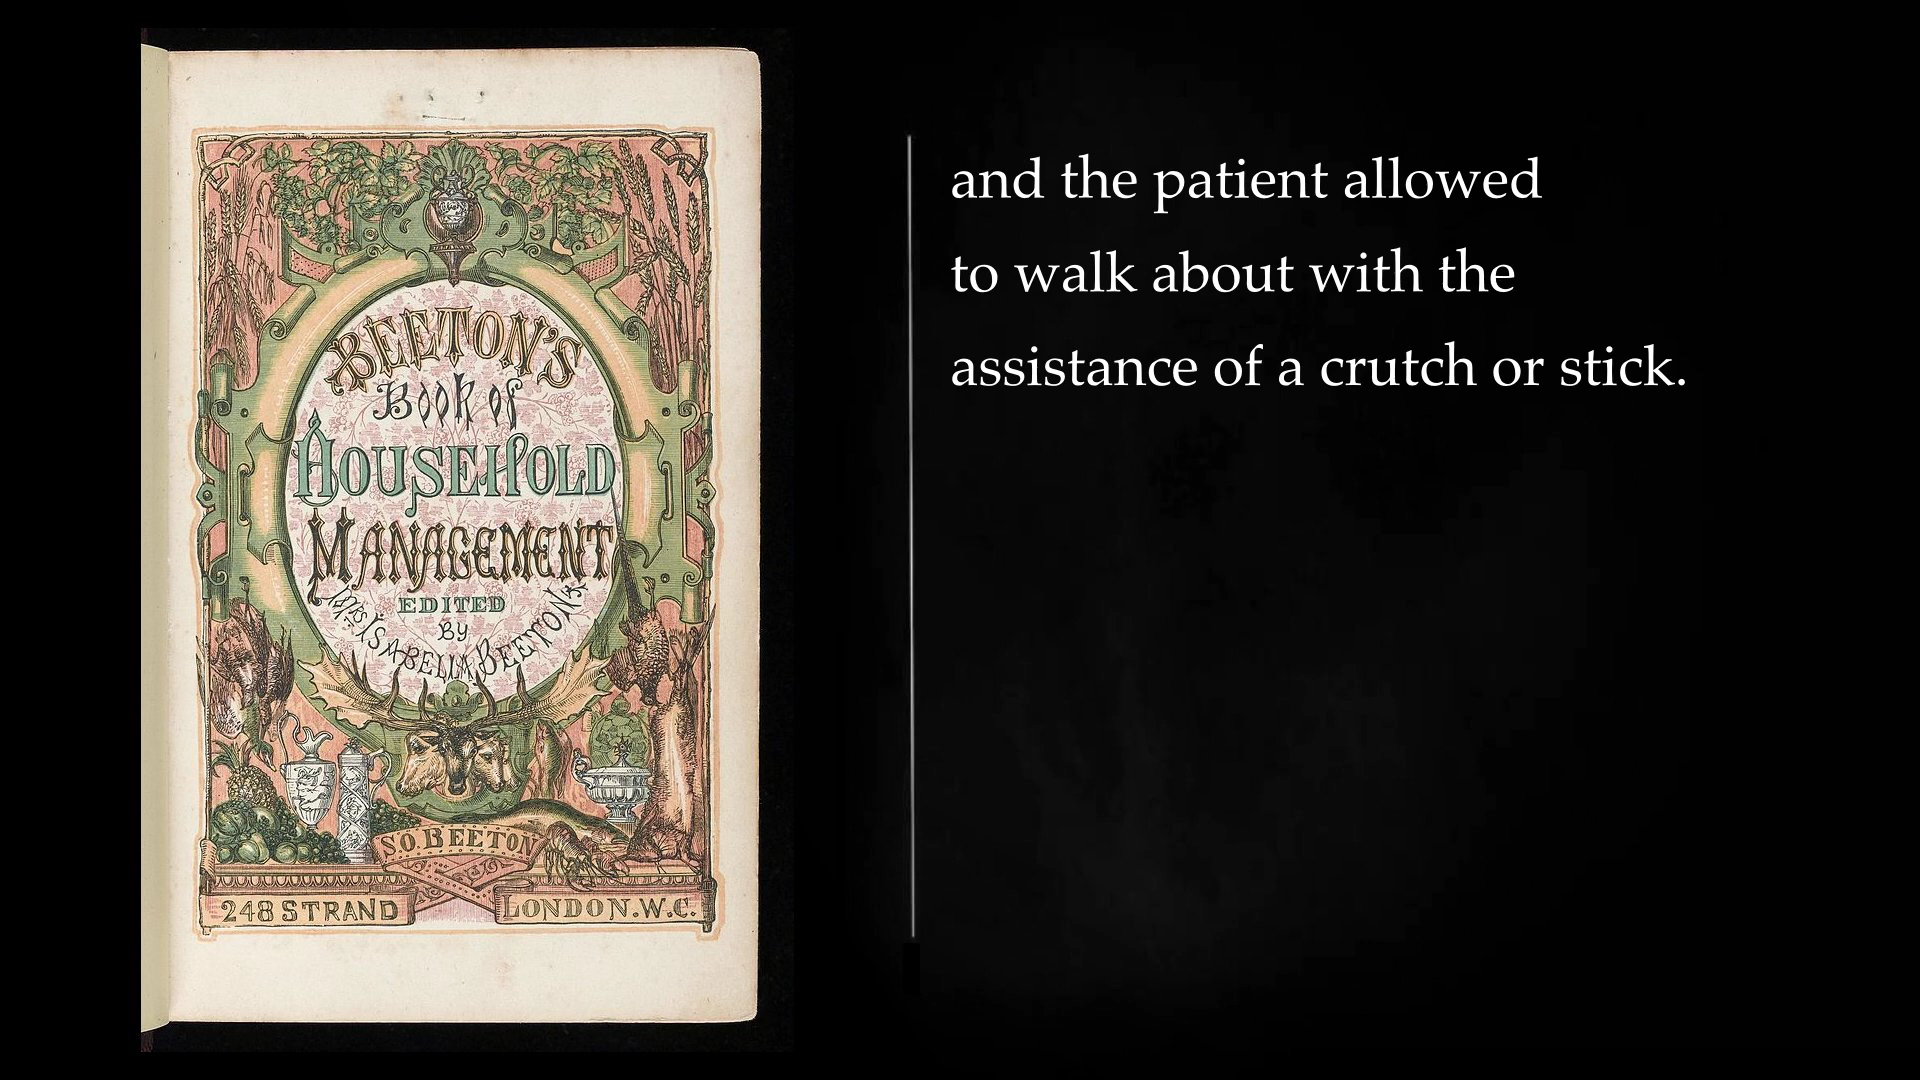 BEETON'S
Book of
HOUSEHOLD
MANAGEMENT
EDITED
BY
MRS ISABELLA BEETON
S.O. BEETON
248 STRAND
LONDON. W.C.
and the patient allowed
to walk about with the
assistance of a crutch or stick.